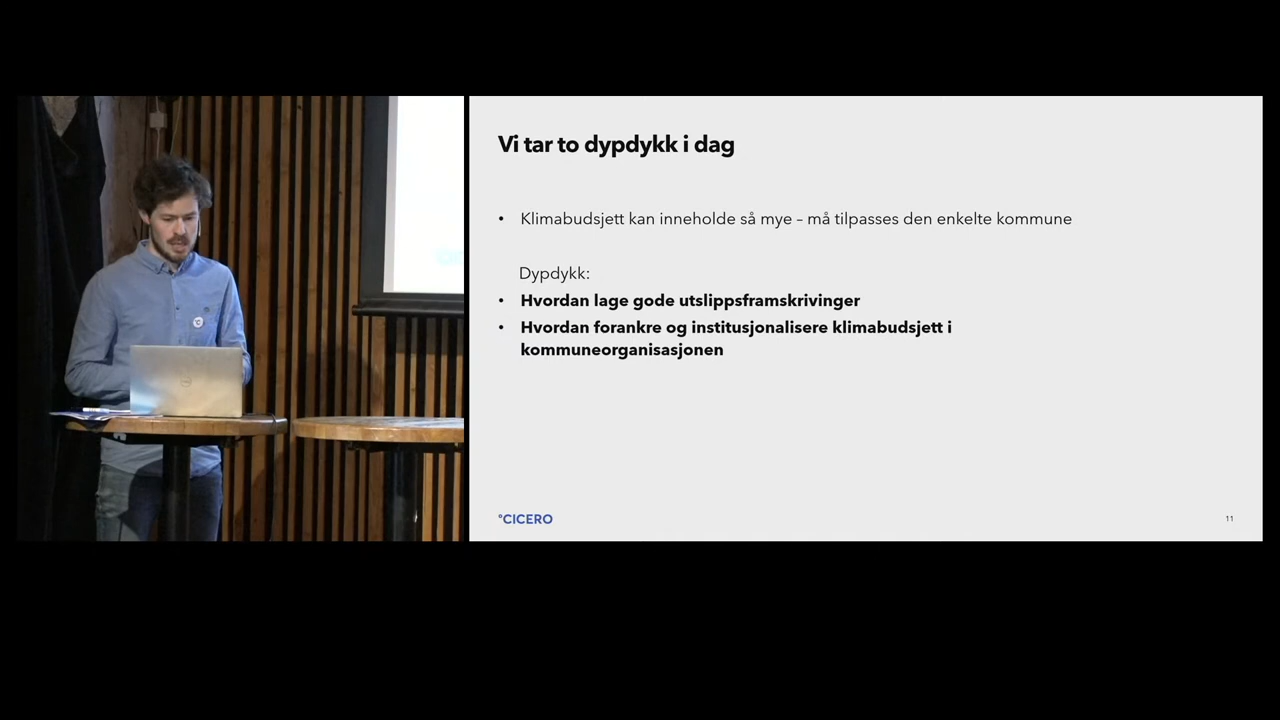 Vi tar to dypdykk i dag
• Klimabudsjett kan inneholde så mye – må tilpasses den enkelte kommune
Dypdykk:
• Hvordan lage gode utslippsframskrivinger
• Hvordan forankre og institusjonalisere klimabudsjett i
kommuneorganisasjonen
°CICERO
11